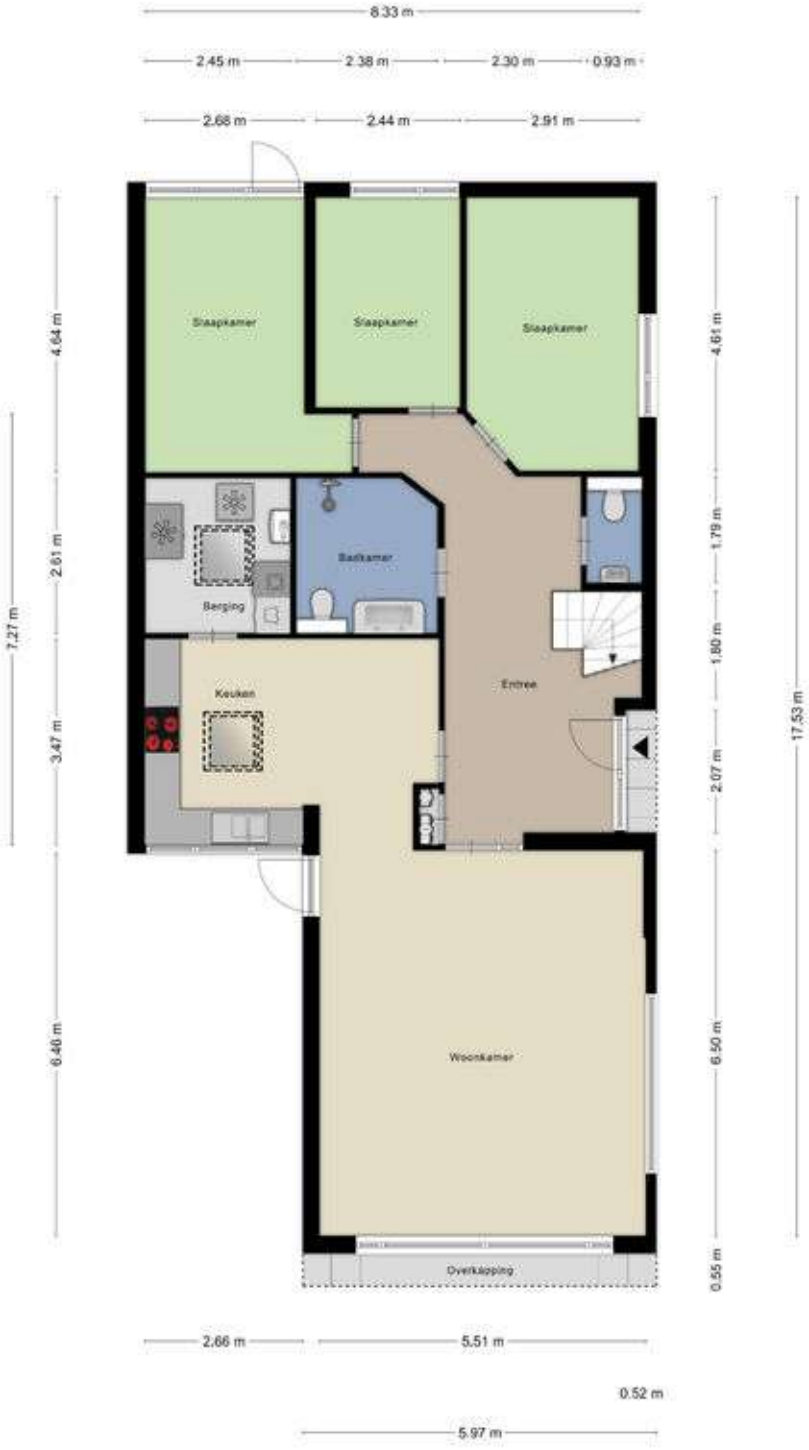 8.33 m
2.45 m 2.38 m 2.30 m 0.93 m
2.68 m 2.44 m 2.91 m
4.64 m
2.61 m
3.47 m
6.46 m
7.27 m
Slaapkamer
Slaapkamer
Slaapkamer
Badkamer
Berging
Keuken
Entree
Woonkamer
Overkapping
4.61 m
1.79 m
1.80 m
2.07 m
6.50 m
0.55 m
17.53 m
2.66 m 5.51 m
0.52 m
5.97 m